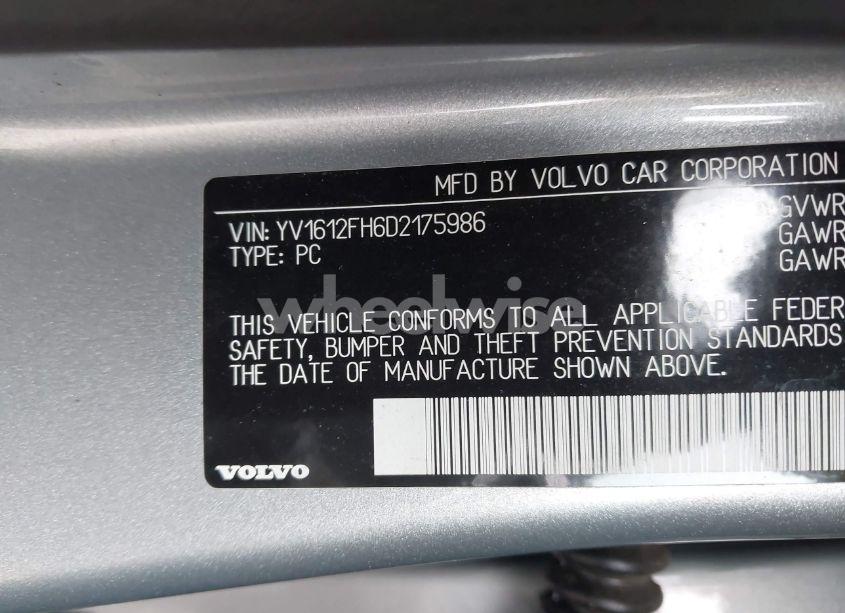 MFD BY VOLVO CAR CORPORATION
VIN: YV1612FH6D2175986
TYPE: PC
GVWR
GAWR
GAWR
wheelwise
THIS VEHICLE CONFORMS TO ALL APPLICABLE FEDER
SAFETY, BUMPER AND THEFT PREVENTION STANDARDS
THE DATE OF MANUFACTURE SHOWN ABOVE.
VOLVO